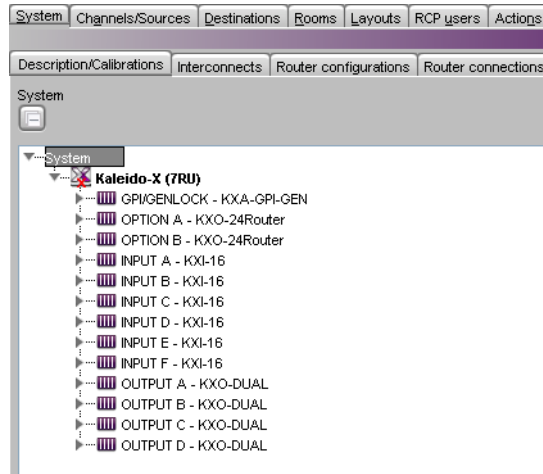 System Channels/Sources Destinations Rooms Layouts RCP users Actions
Description/Calibrations Interconnects Router configurations Router connections
System
System
Kaleido-X (7RU)
GPI/GENLOCK - KXA-GPI-GEN
OPTION A - KXO-24Router
OPTION B - KXO-24Router
INPUT A - KXI-16
INPUT B - KXI-16
INPUT C - KXI-16
INPUT D - KXI-16
INPUT E - KXI-16
INPUT F - KXI-16
OUTPUT A - KXO-DUAL
OUTPUT B - KXO-DUAL
OUTPUT C - KXO-DUAL
OUTPUT D - KXO-DUAL